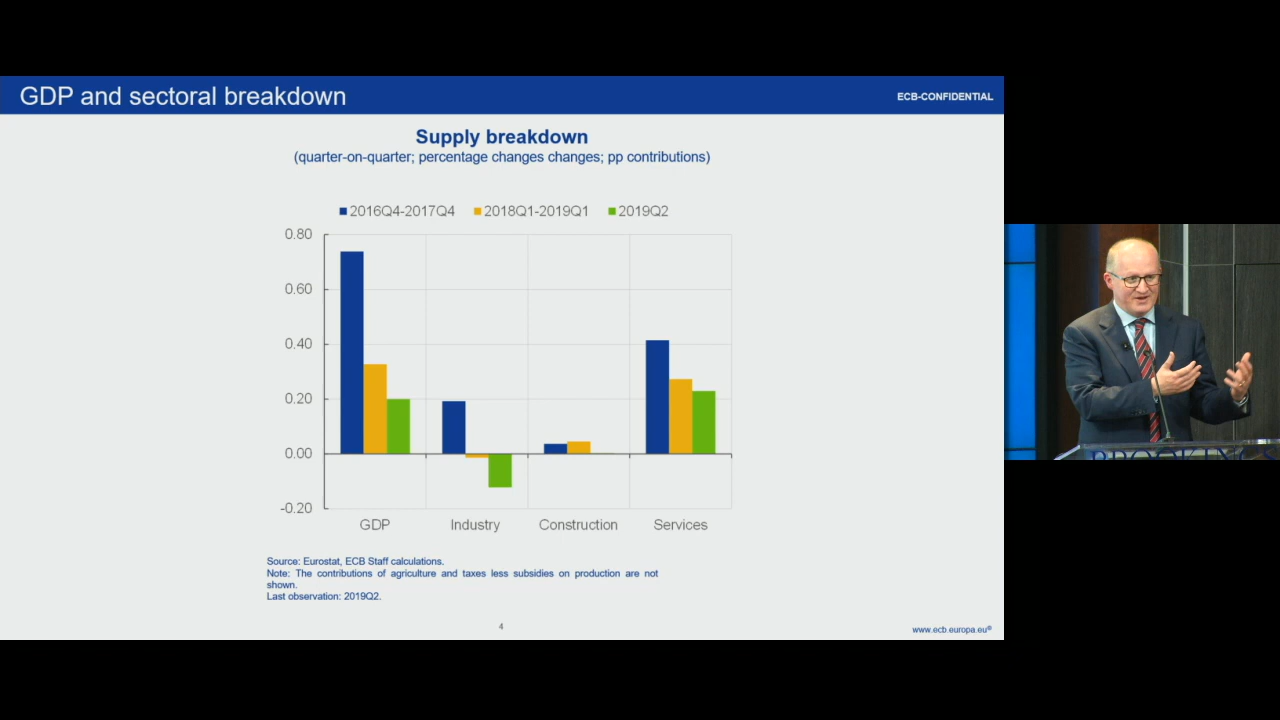 GDP and sectoral breakdown
ECB-CONFIDENTIAL
Supply breakdown
(quarter-on-quarter; percentage changes changes; pp contributions)
2016Q4-2017Q4 2018Q1-2019Q1 2019Q2
0.80
0.60
0.40
0.20
0.00
-0.20
GDP Industry Construction Services
Source: Eurostat, ECB Staff calculations.
Note: The contributions of agriculture and taxes less subsidies on production are not
shown.
Last observation: 2019Q2.
4
www.ecb.europa.eu®
BROOKINGS